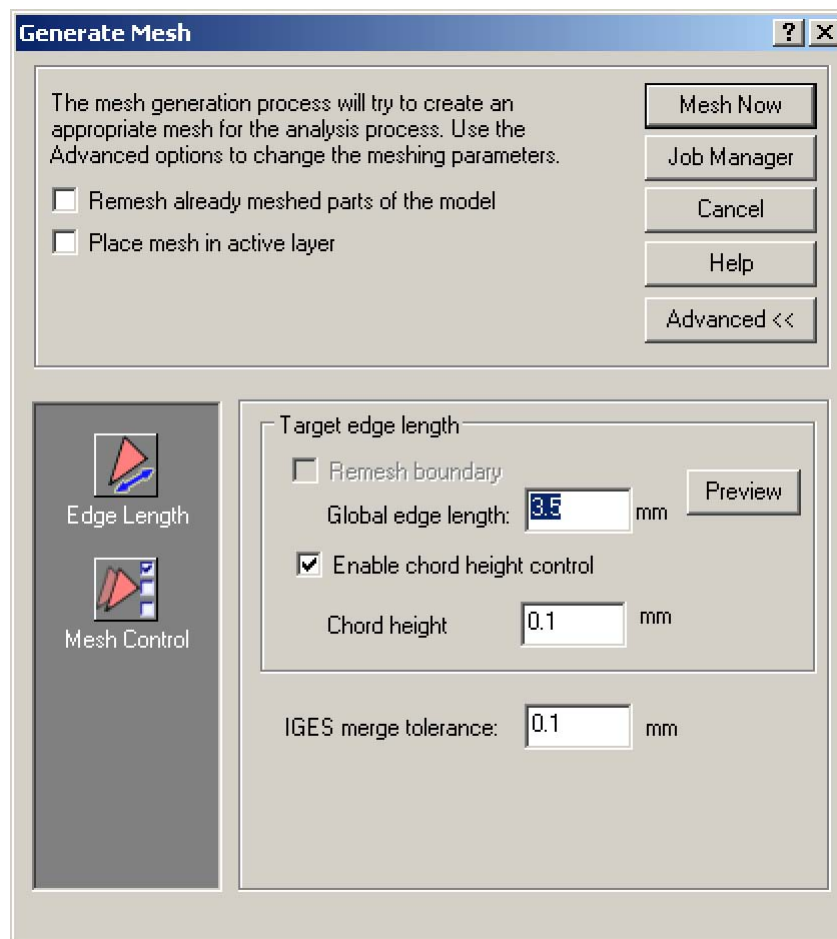 Generate Mesh
The mesh generation process will try to create an
appropriate mesh for the analysis process. Use the
Advanced options to change the meshing parameters.
Remesh already meshed parts of the model
Place mesh in active layer
Mesh Now
Job Manager
Cancel
Help
Advanced <<
Edge Length
Mesh Control
Target edge length
Remesh boundary
Global edge length: 3.5 mm
Preview
Enable chord height control
Chord height 0.1 mm
IGES merge tolerance: 0.1 mm